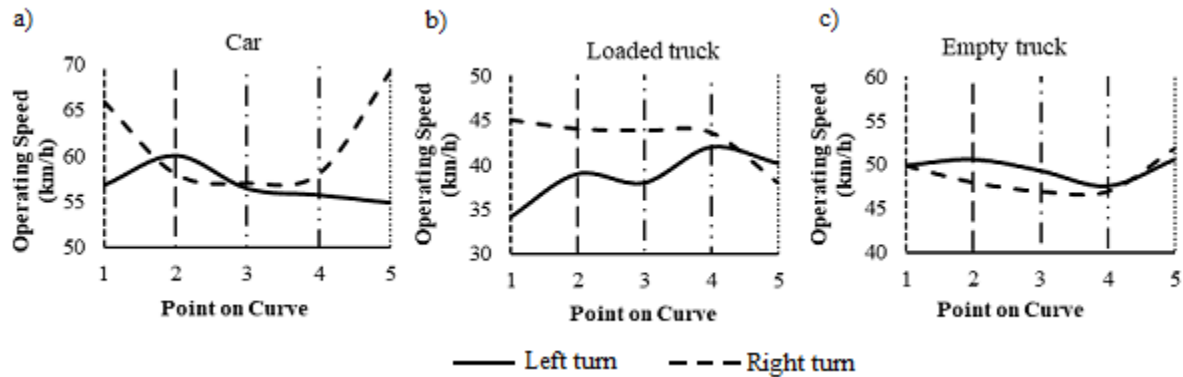 a)
Car
Operating Speed
(km/h)
70
65
60
55
50
1 2 3 4 5
Point on Curve
b)
Loaded truck
Operating Speed
(km/h)
50
45
40
35
30
1 2 3 4 5
Point on Curve
c)
Empty truck
Operating Speed
(km/h)
60
55
50
45
40
1 2 3 4 5
Point on Curve
Left turn Right turn